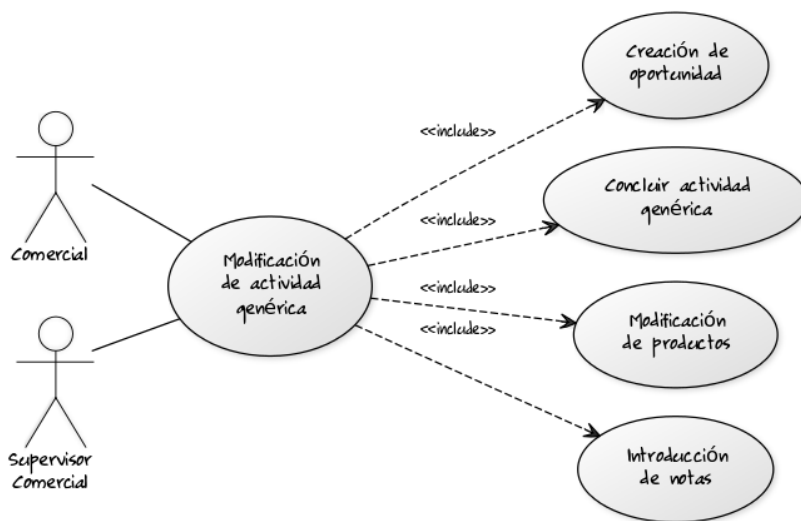 Creación de
oportunidad
<<include>>
Comercial
Concluir actividad
genérica
<<include>>
Modificación
de actividad
genérica
<<include>>
Modificación
de productos
<<include>>
Supervisor
Comercial
Introducción
de notas